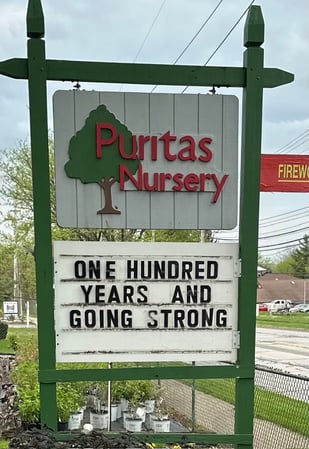 Puritas
Nursery
FIREW
ONE HUNDRED
YEARS AND
GOING STRONG